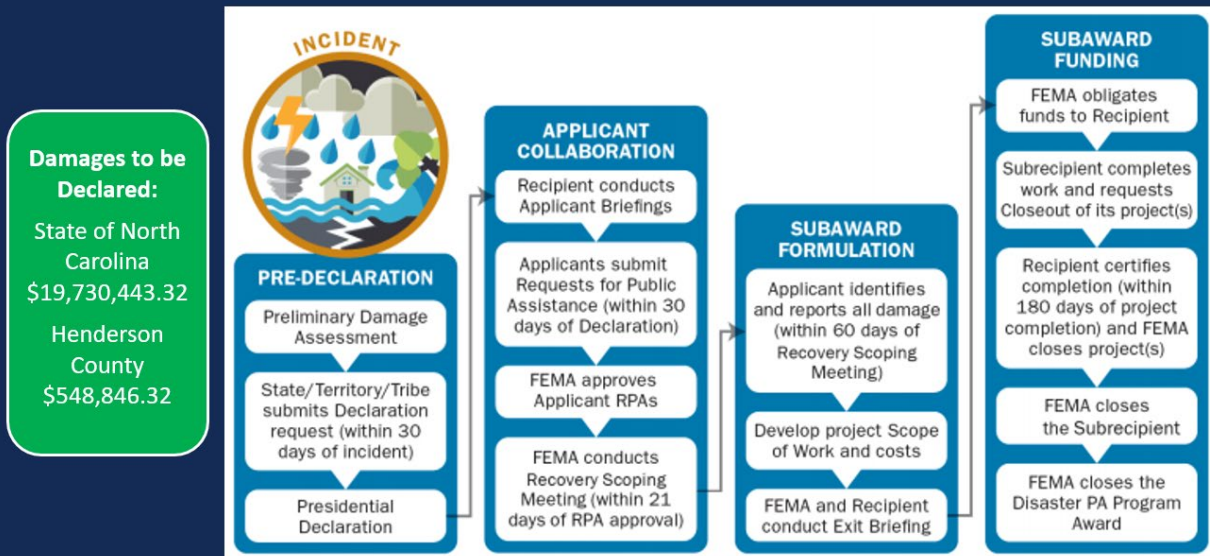 Damages to be
Declared:
State of North
Carolina
$19,730,443.32
Henderson
County
$548,846.32
INCIDENT
PRE-DECLARATION
Preliminary Damage
Assessment
State/Territory/Tribe
submits Declaration
request (within 30
days of incident)
Presidential
Declaration
APPLICANT
COLLABORATION
Recipient conducts
Applicant Briefings
Applicants submit
Requests for Public
Assistance (within 30
days of Declaration)
FEMA approves
Applicant RPAs
FEMA conducts
Recovery Scoping
Meeting (within 21
days of RPA approval)
SUBAWARD
FORMULATION
Applicant identifies
and reports all damage
(within 60 days of
Recovery Scoping
Meeting)
Develop project Scope
of Work and costs
FEMA and Recipient
conduct Exit Briefing
SUBAWARD
FUNDING
FEMA obligates
funds to Recipient
Subrecipient completes
work and requests
Closeout of its project(s)
Recipient certifies
completion (within
180 days of project
completion) and FEMA
closes project(s)
FEMA closes
the Subrecipient
FEMA closes the
Disaster PA Program
Award